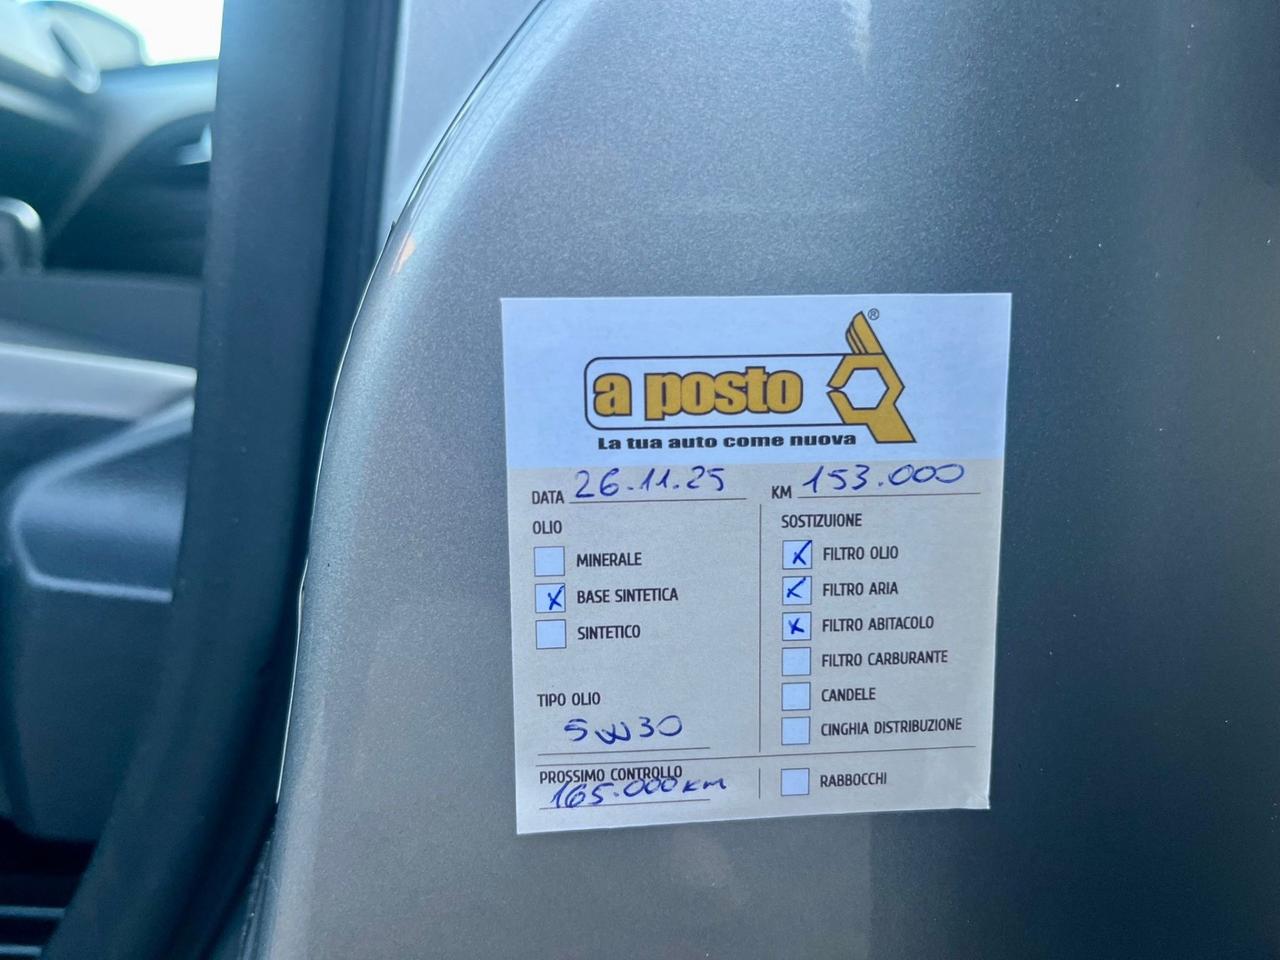 ®
a posto
La tua auto come nuova
DATA 26.11.25
KM 153.000
OLIO
MINERALE
BASE SINTETICA
SINTETICO
TIPO OLIO
5W30
PROSSIMO CONTROLLO
165.000 KM
SOSTIZUIONE
FILTRO OLIO
FILTRO ARIA
FILTRO ABITACOLO
FILTRO CARBURANTE
CANDELE
CINGHIA DISTRIBUZIONE
RABBOCCHI